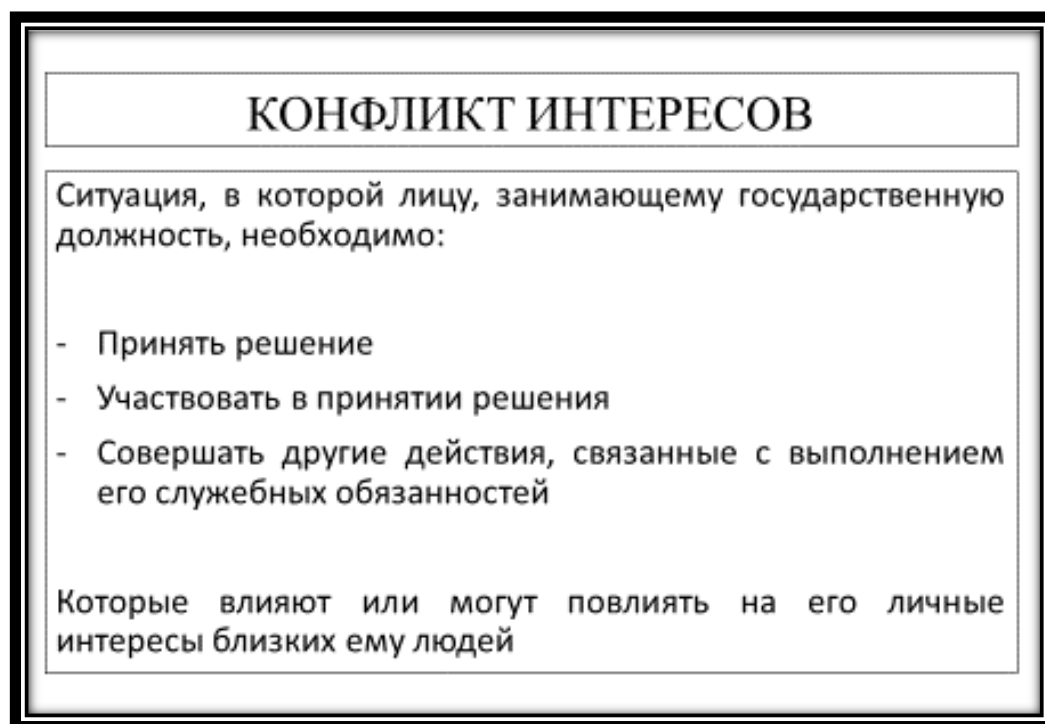 КОНФЛИКТ ИНТЕРЕСОВ
Ситуация, в которой лицу, занимающему государственную
должность, необходимо:
- Принять решение
- Участвовать в принятии решения
- Совершать другие действия, связанные с выполнением
его служебных обязанностей
Которые влияют или могут повлиять на его личные
интересы близких ему людей